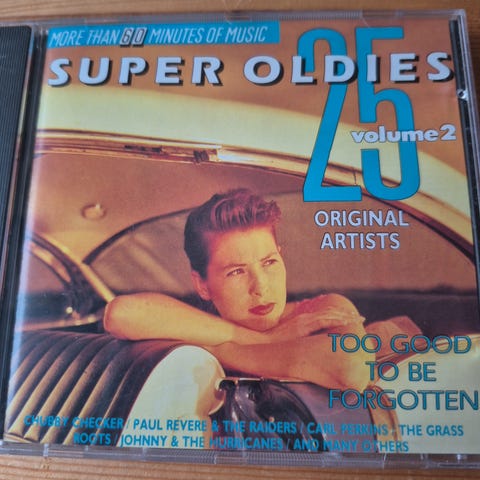 MORE THAN 60 MINUTES OF MUSIC
SUPER OLDIES
25
volume 2
ORIGINAL
ARTISTS
TOO GOOD
TO BE
FORGOTTEN
CHUBBY CHECKER / PAUL REVERE & THE RAIDERS / CARL PERKINS / THE GRASS
ROOTS / JOHNNY & THE HURRICANES / AND MANY OTHERS